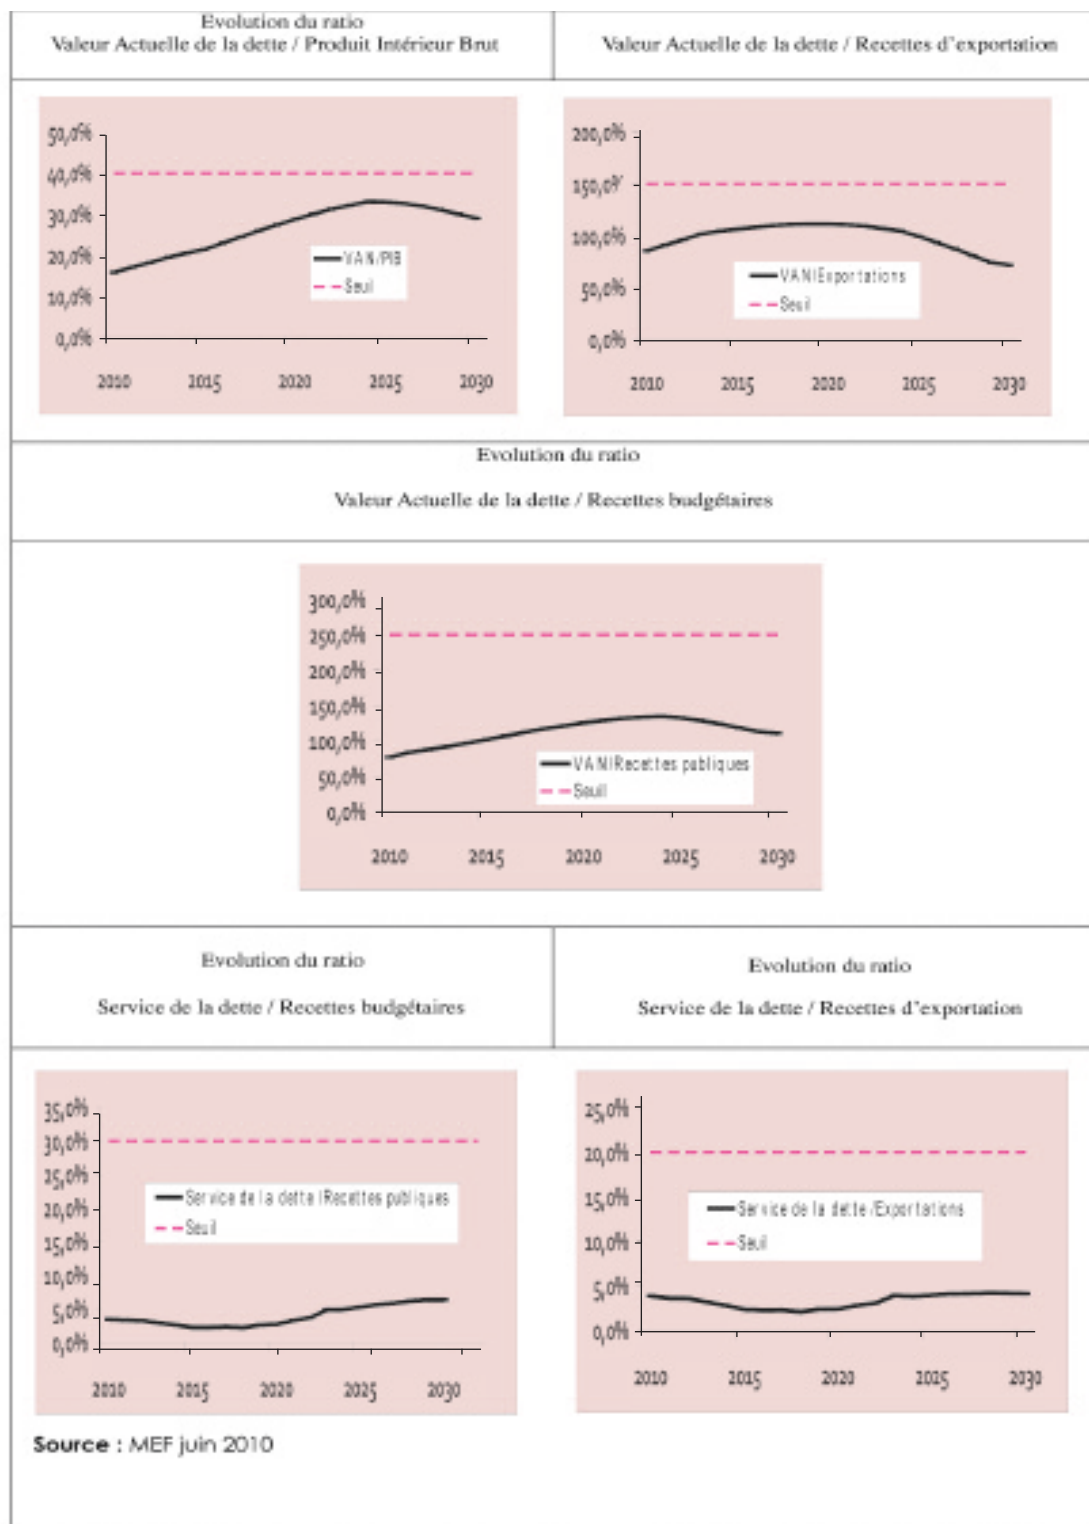 Evolution du ratio
Valeur Actuelle de la dette / Produit Intérieur Brut
Valeur Actuelle de la dette / Recettes d'exportation
50,0%
40,0%
30,0%
20,0%
10,0%
0,0%
VAN/PIB
Seuil
2010 2015 2020 2025 2030
200,0%
150,0%
100,0%
50,0%
0,0%
VAN/Exportations
Seuil
2010 2015 2020 2025 2030
Evolution du ratio
Valeur Actuelle de la dette / Recettes budgétaires
300,0%
250,0%
200,0%
150,0%
100,0%
50,0%
0,0%
VAN/Recettes publiques
Seuil
2010 2015 2020 2025 2030
Evolution du ratio
Service de la dette / Recettes budgétaires
Evolution du ratio
Service de la dette / Recettes d'exportation
35,0%
30,0%
25,0%
20,0%
15,0%
10,0%
5,0%
0,0%
Service de la dette /Recettes publiques
Seuil
2010 2015 2020 2025 2030
25,0%
20,0%
15,0%
10,0%
5,0%
0,0%
Service de la dette /Exportations
Seuil
2010 2015 2020 2025 2030
Source : MEF juin 2010